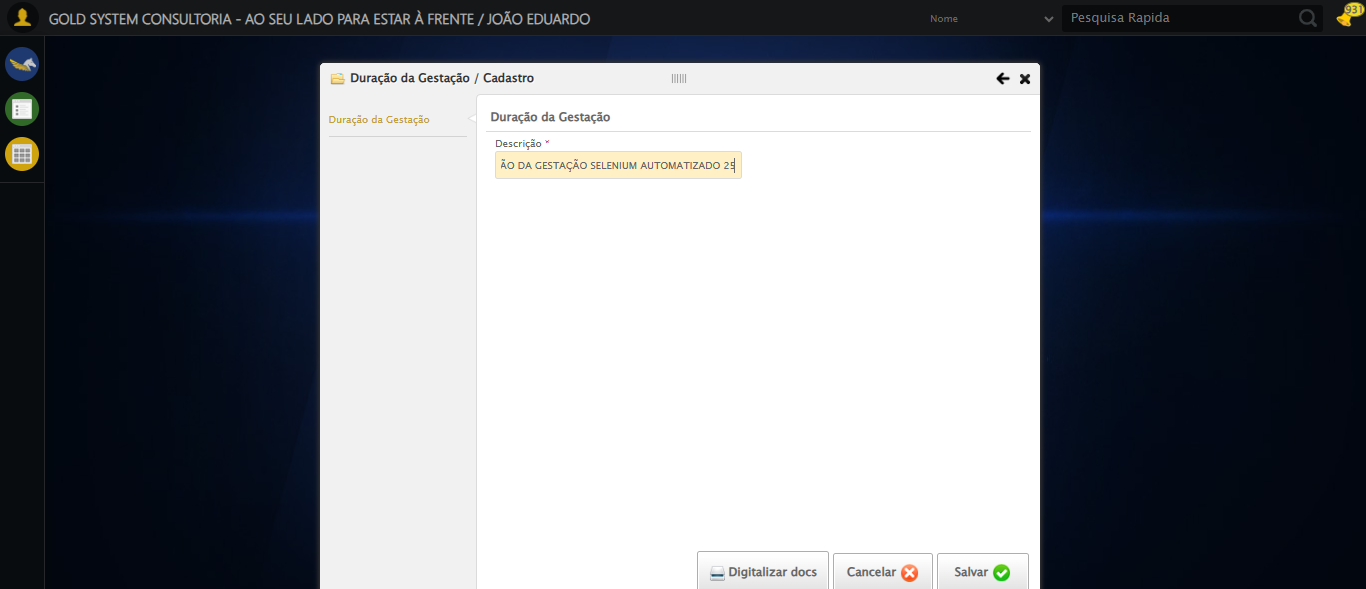 GOLD SYSTEM CONSULTORIA - AO SEU LADO PARA ESTAR À FRENTE / JOÃO EDUARDO
Nome
Pesquisa Rapida
931
Duração da Gestação / Cadastro
Duração da Gestação
Duração da Gestação
Descrição *
ÃO DA GESTAÇÃO SELENIUM AUTOMATIZADO 25
Digitalizar docs
Cancelar
Salvar